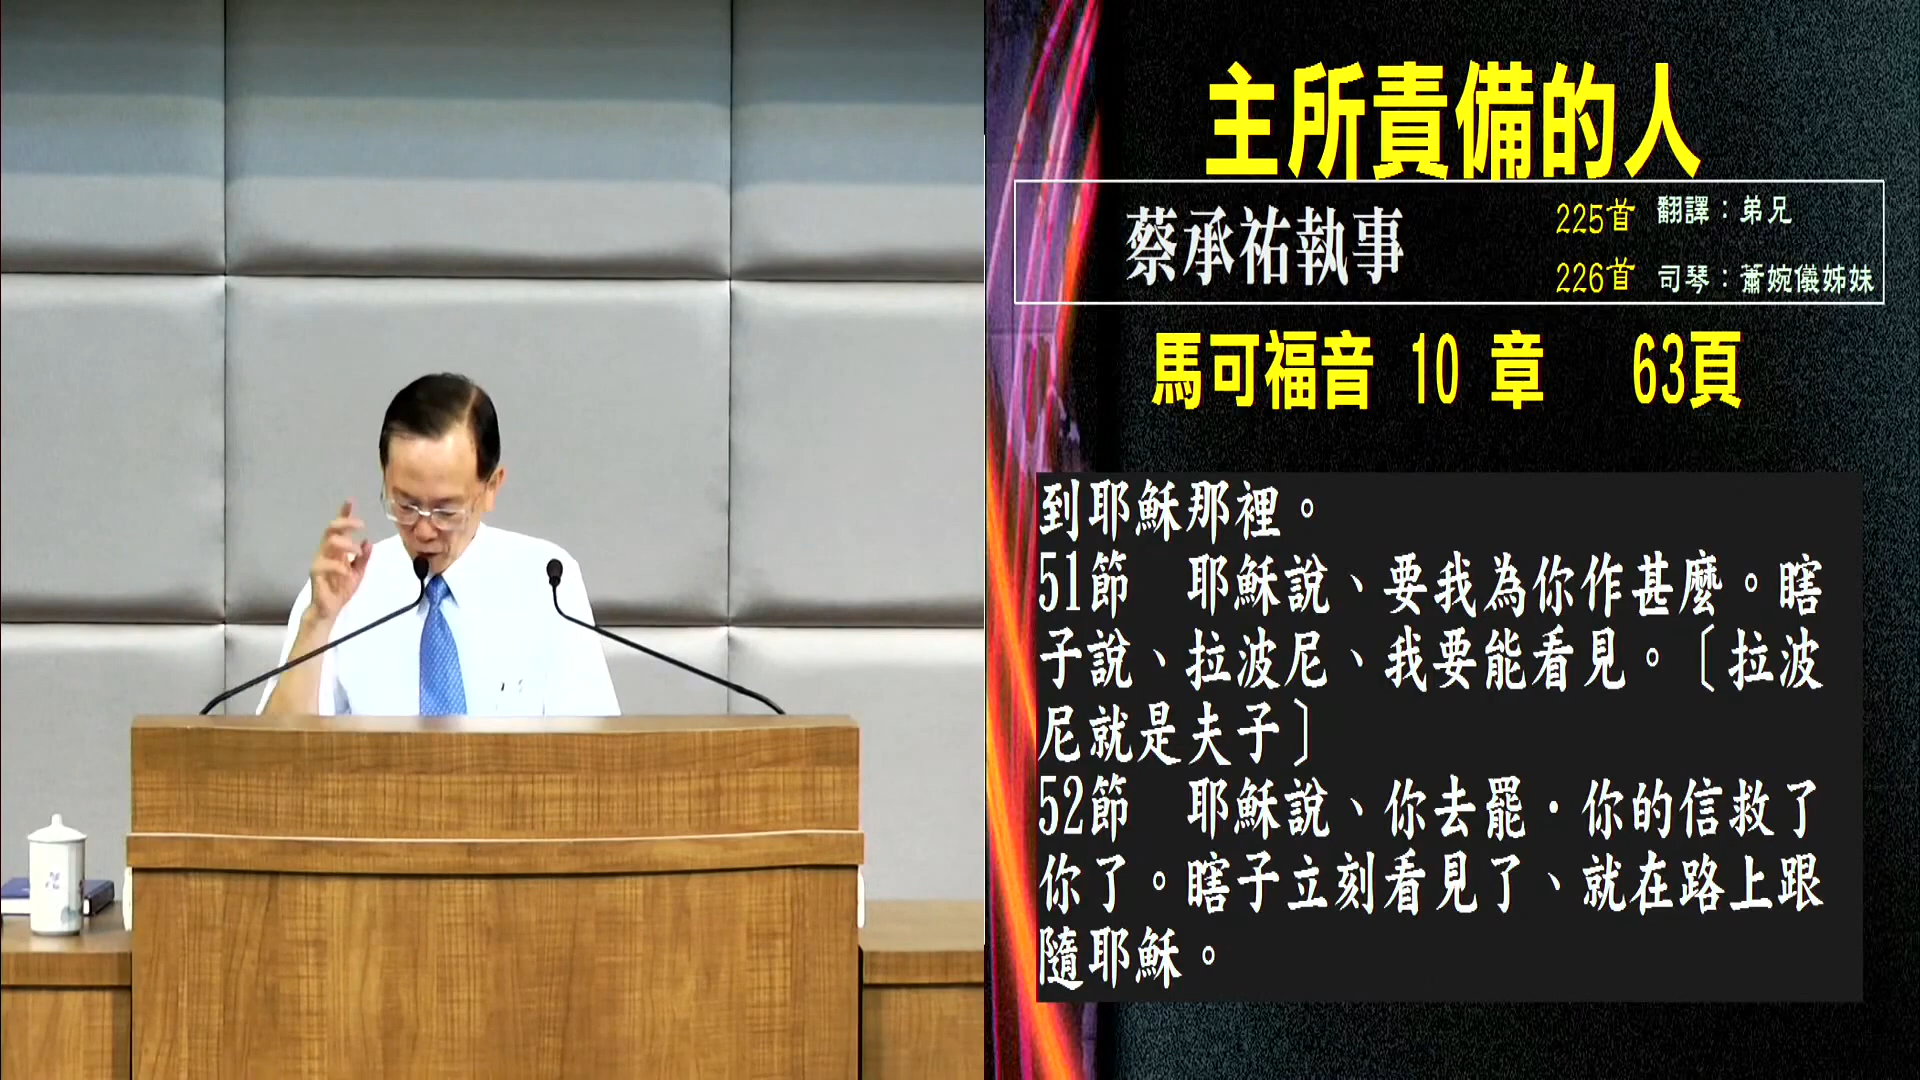 主所責備的人
蔡承祐執事
225首 翻譯：弟兄
226首 司琴：蕭婉儀姊妹
馬可福音 10 章 63頁
到耶穌那裡。
51節 耶穌說、要我為你作甚麼。瞎
子說、拉波尼、我要能看見。〔拉波
尼就是夫子〕
52節 耶穌說、你去罷．你的信救了
你了。瞎子立刻看見了、就在路上跟
隨耶穌。